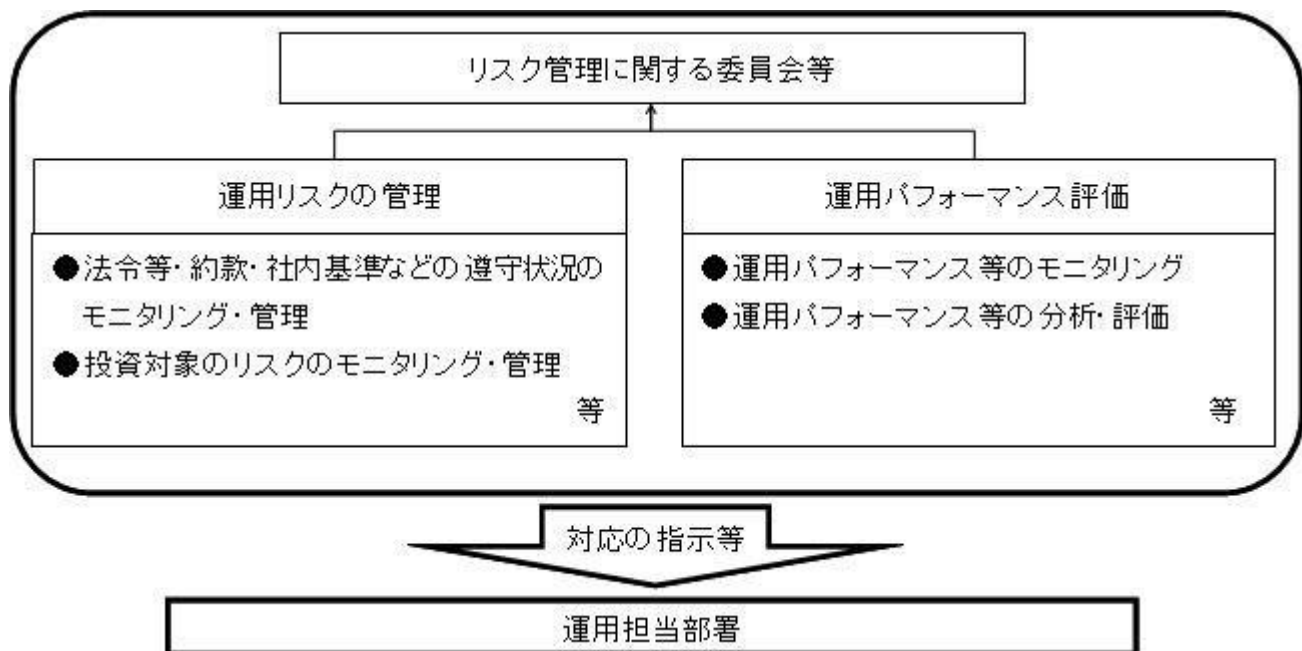 リスク管理に関する委員会等
運用リスクの管理
●法令等・約款・社内基準などの遵守状況の
モニタリング・管理
●投資対象のリスクのモニタリング・管理
等
運用パフォーマンス評価
●運用パフォーマンス等のモニタリング
●運用パフォーマンス等の分析・評価
等
対応の指示等
運用担当部署